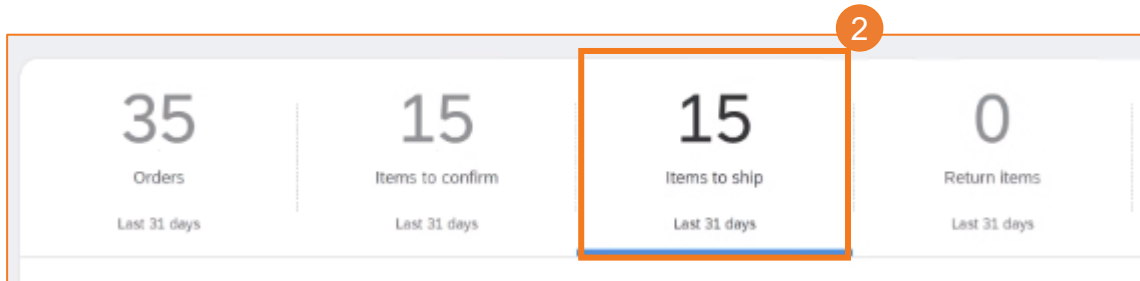 2
35
15
15
0
Orders
Items to confirm
Items to ship
Return items
Last 31 days
Last 31 days
Last 31 days
Last 31 days